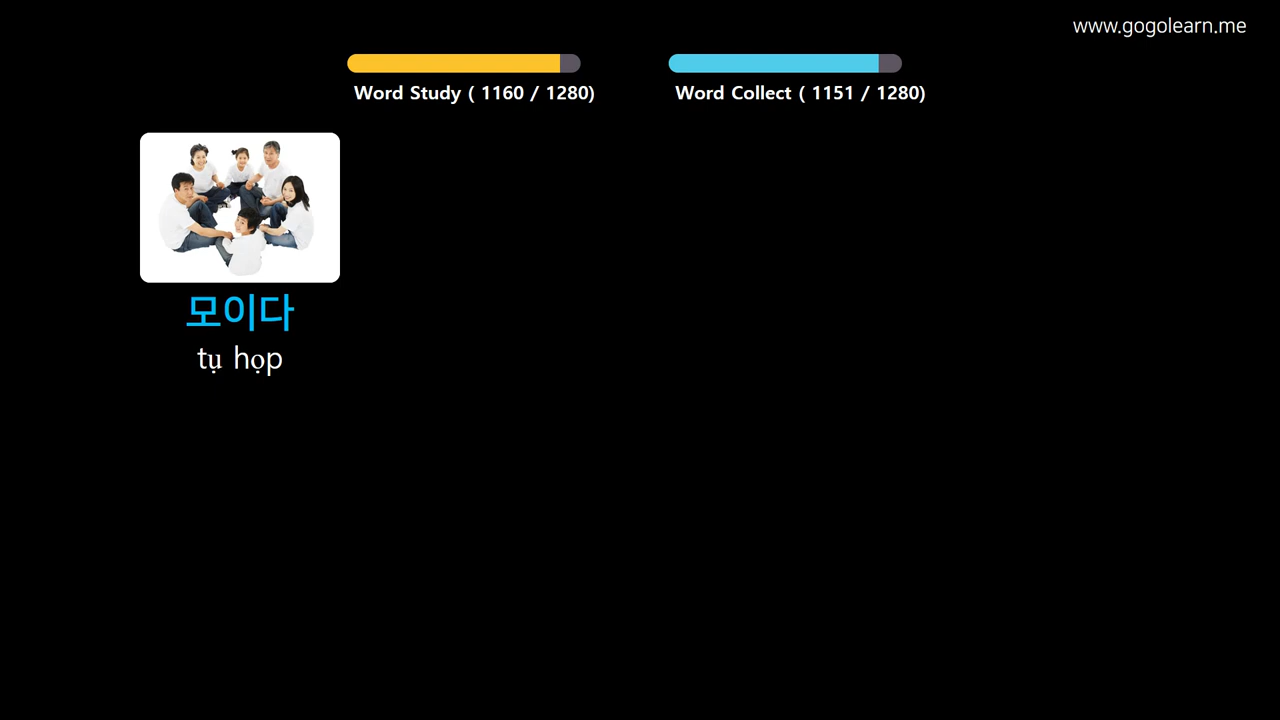 www.gogolearn.me
Word Study ( 1160 / 1280)
Word Collect ( 1151 / 1280)
모이다
tụ họp